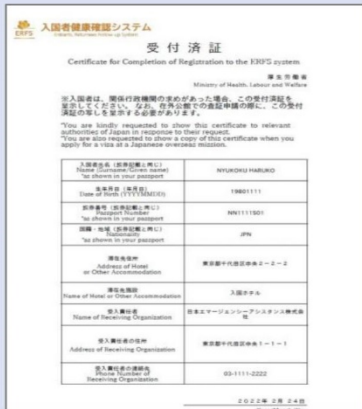 ERFS 入国者健康確認システム
受付済証
Certificate for Completion of Registration to the ERFS system
厚生労働省
Ministry of Health, Labour and Welfare
※入国者は、関係行政機関の求めがあった場合、この受付済証を
呈示してください。なお、在外公館での査証申請の際に、この受付
済証の写しを呈示する必要があります。
"You are kindly requested to show this certificate to relevant
authorities of Japan in response to their request.
"You are also requested to show a copy of this certificate when you
apply for a visa at a Japanese overseas mission.
入国者氏名（旅券記載と同じ）
Name (Surname/Given name)
"as shown in your passport
NYUKOKU HARUKO
生年月日（年月日）
Date of Birth (YYYYMMDD)
19801111
旅券番号（旅券記載と同じ）
Passport Number
"as shown in your passport
NN1111501
国籍・地域（旅券記載と同じ）
Nationality
"as shown in your passport
JPN
滞在先住所
Address of Hotel
or Other Accommodation
東京都千代田区中央２－２－２
滞在先施設
Name of Hotel or Other Accommodation
入国ホテル
受入責任者
Name of Receiving Organization
日本エマージェンシーアシスタンス株式会
社
受入責任者の住所
Address of Receiving Organization
東京都千代田区中央１－１－１
受入責任者の連絡先
Phone Number of
Receiving Organization
03-1111-2222
2022年 2月 24日